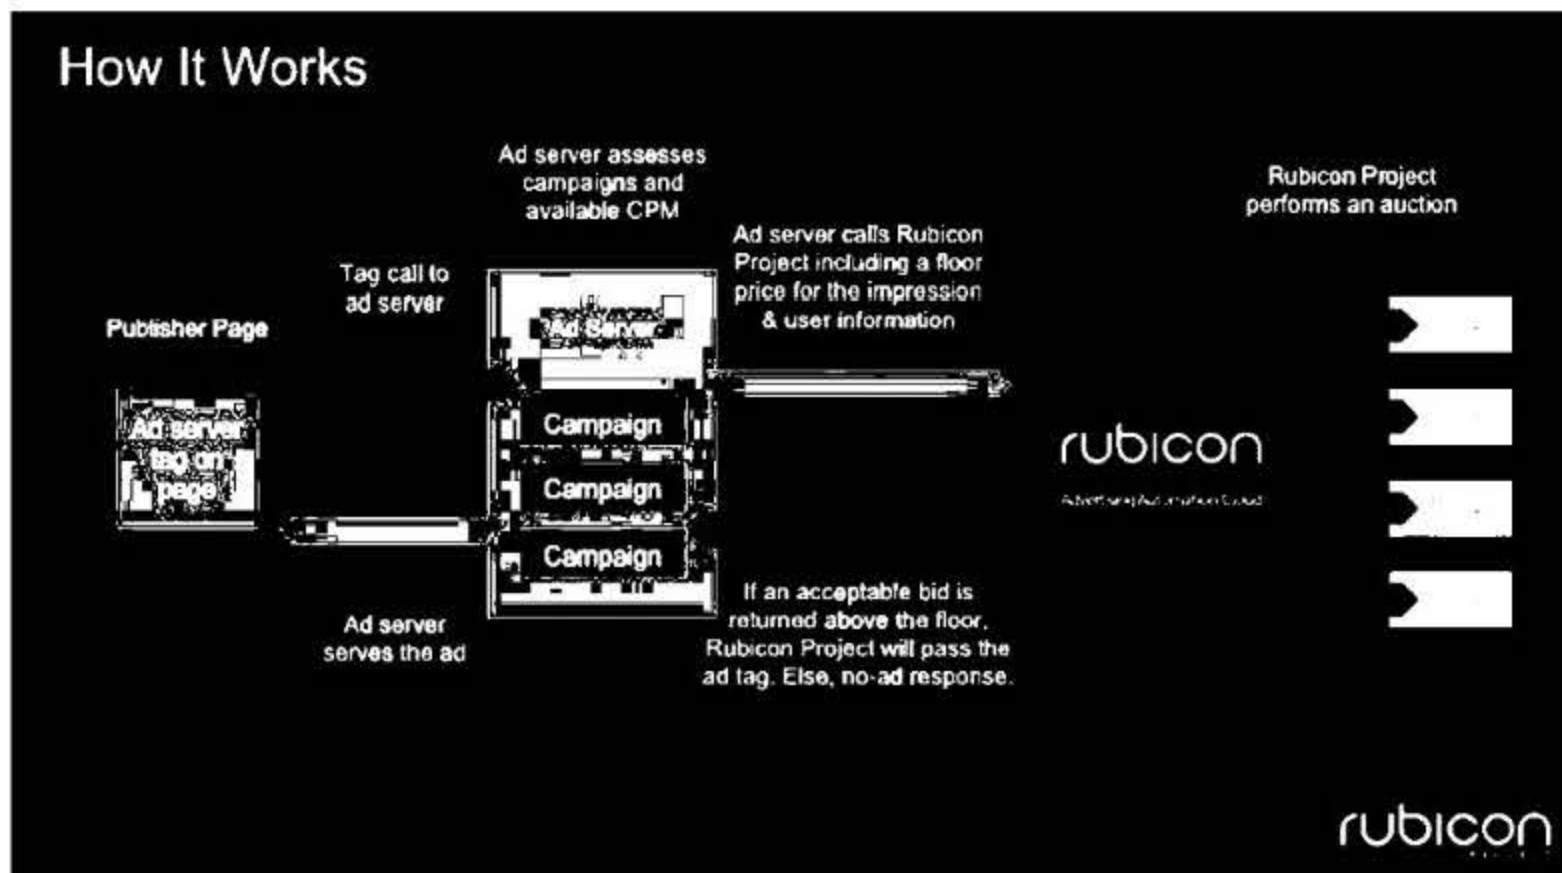 How It Works
Ad server assesses
campaigns and
available CPM
Rubicon Project
performs an auction
Ad server calls Rubicon
Project including a floor
price for the impression
& user information
Tag call to
ad server
Publisher Page
Ad Server
Ad server
tag on
page
Campaign
Campaign
Campaign
rubicon
Advertising Automation Cloud
Ad server
serves the ad
If an acceptable bid is
returned above the floor,
Rubicon Project will pass the
ad tag. Else, no-ad response.
rubicon